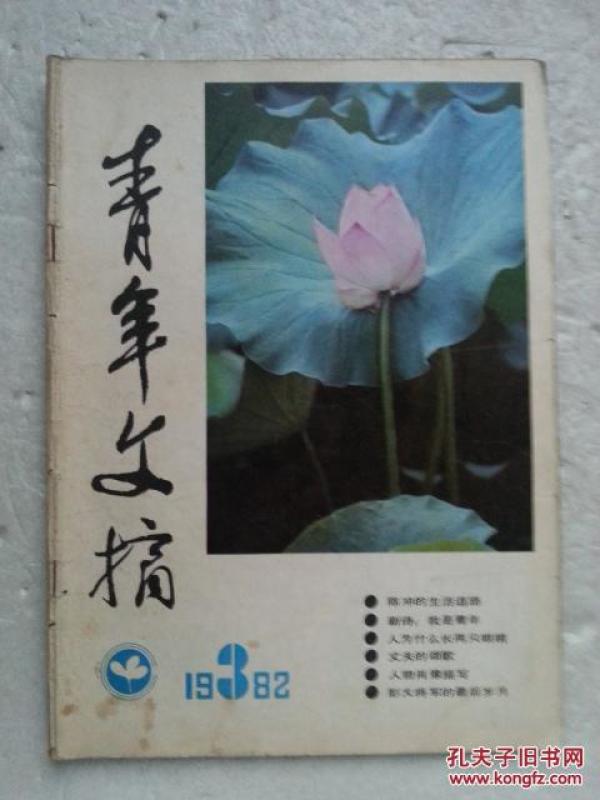 青年文摘
陈冲的生活道路
新诗：我是青年
人为什么长两只眼睛
丈夫的颂歌
人物肖像描写
彭大将军的最后岁月
19 3 82
孔夫子旧书网
www.kongfz.com